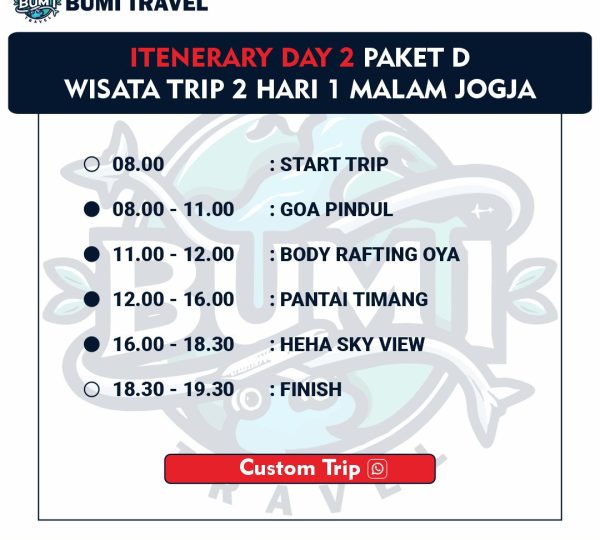 BUMI
TRAVEL
BUMI TRAVEL
ITENERARY DAY 2 PAKET D
WISATA TRIP 2 HARI 1 MALAM JOGJA
08.00 : START TRIP
08.00 - 11.00 : GOA PINDUL
11.00 - 12.00 : BODY RAFTING OYA
12.00 - 16.00 : PANTAI TIMANG
16.00 - 18.30 : HEHA SKY VIEW
18.30 - 19.30 : FINISH
BUMI
TRAVEL
Custom Trip